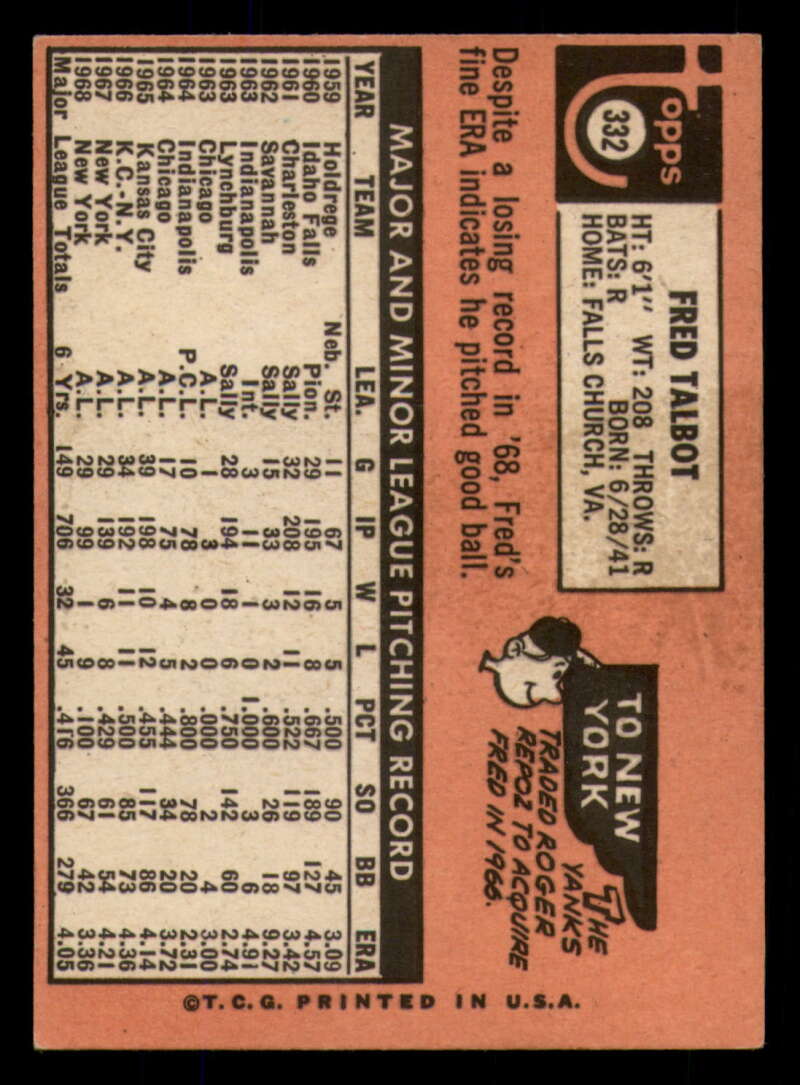 Topps
332
FRED TALBOT
HT: 6'1" WT: 208 THROWS: R
BATS: R BORN: 6/28/41
HOME: FALLS CHURCH, VA.
Despite a losing record in '68, Fred's
fine ERA indicates he pitched good ball.
TO NEW
YORK
THE
YANKS
TRADED ROGER
REPOZ TO ACQUIRE
FRED IN 1966.
MAJOR AND MINOR LEAGUE PITCHING RECORD
YEAR TEAM LEA. G IP W L PCT SO BB ERA
1959 Holdrege Neb. St. 11 67 5 5 .500 90 45 3.09
1960 Idaho Falls Pion. 29 195 16 8 .667 189 127 4.57
1961 Charleston Sally 32 208 12 11 .522 119 97 3.42
1962 Savannah Sally 15 33 3 2 .600 26 18 9.27
1963 Indianapolis Int. 3 11 1 0 1.000 3 6 4.91
1963 Lynchburg Sally 28 194 18 6 .750 142 60 2.74
1963 Chicago A.L. 1 3 0 0 .000 2 4 3.00
1964 Indianapolis P.C.L. 10 78 8 2 .800 78 20 2.31
1964 Chicago A.L. 17 75 4 5 .444 34 20 3.72
1965 Kansas City A.L. 39 198 10 12 .455 117 86 4.14
1966 K.C.-N.Y. A.L. 34 192 11 11 .500 85 73 4.36
1967 New York A.L. 29 139 6 8 .429 61 54 4.21
1968 New York A.L. 29 99 1 9 .100 67 42 3.36
Major League Totals 6 Yrs. 149 706 32 45 .416 366 279 4.05
©T.C.G. PRINTED IN U.S.A.